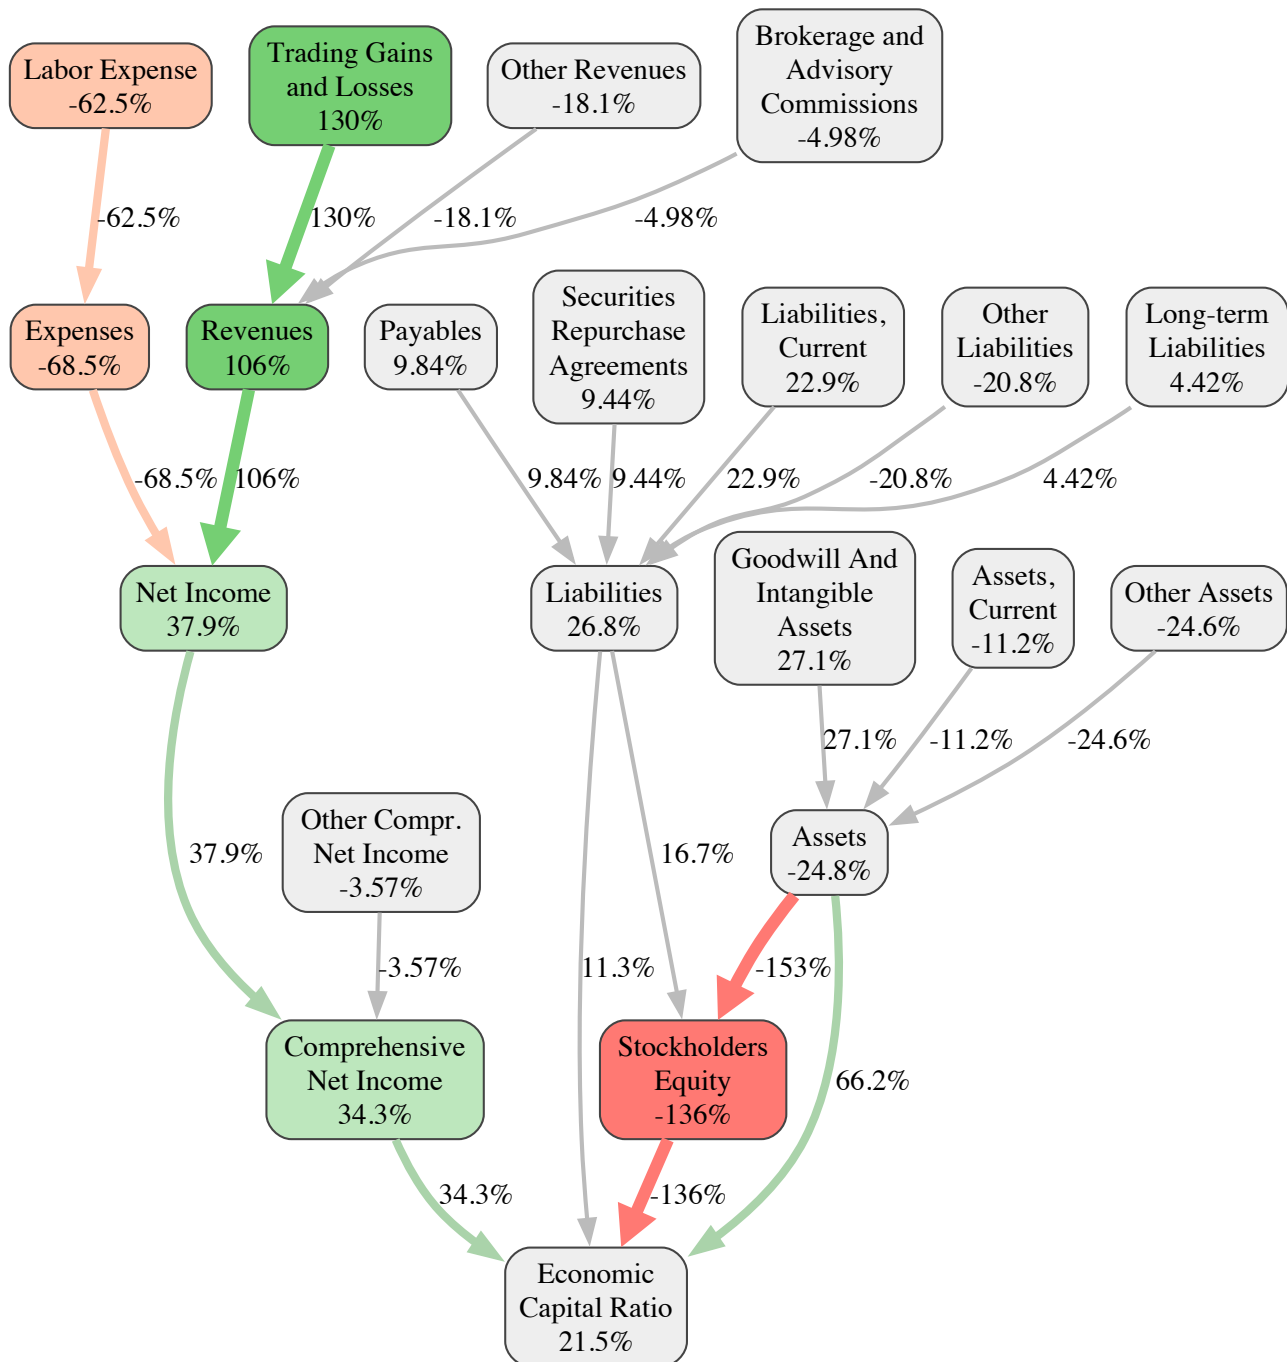 Labor Expense
-62.5%
Trading Gains
and Losses
130%
Other Revenues
-18.1%
Brokerage and
Advisory
Commissions
-4.98%
-62.5%
130%
-18.1%
-4.98%
Expenses
-68.5%
Revenues
106%
Payables
9.84%
Securities
Repurchase
Agreements
9.44%
Liabilities,
Current
22.9%
Other
Liabilities
-20.8%
Long-term
Liabilities
4.42%
-68.5%
106%
9.84%
9.44%
22.9%
-20.8%
4.42%
Net Income
37.9%
Liabilities
26.8%
Goodwill And
Intangible
Assets
27.1%
Assets,
Current
-11.2%
Other Assets
-24.6%
27.1%
-11.2%
-24.6%
37.9%
Other Compr.
Net Income
-3.57%
16.7%
Assets
-24.8%
-3.57%
11.3%
-153%
Comprehensive
Net Income
34.3%
Stockholders
Equity
-136%
66.2%
34.3%
-136%
Economic
Capital Ratio
21.5%